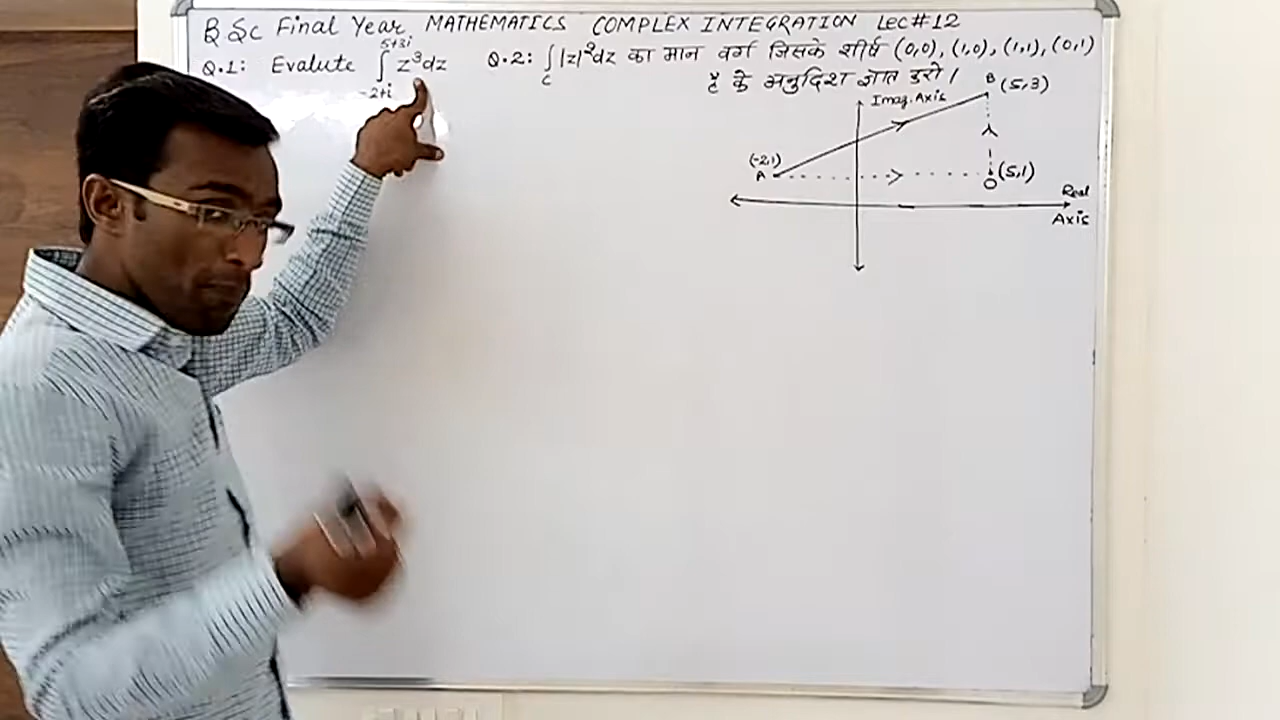 B Sc Final Year MATHEMATICS COMPLEX INTEGRATION Lec#12
Q.1: Evalute ∫_{-2+i}^{5+3i} z³dz
Q.2: ∫_C |z|²dz का मान वर्ग जिसके शीर्ष (0,0), (1,0), (1,1), (0,1)
है के अनुदिश ज्ञात करो।
Imag. Axis
B (5,3)
(-2,1)
A
(5,1)
O
Real
Axis